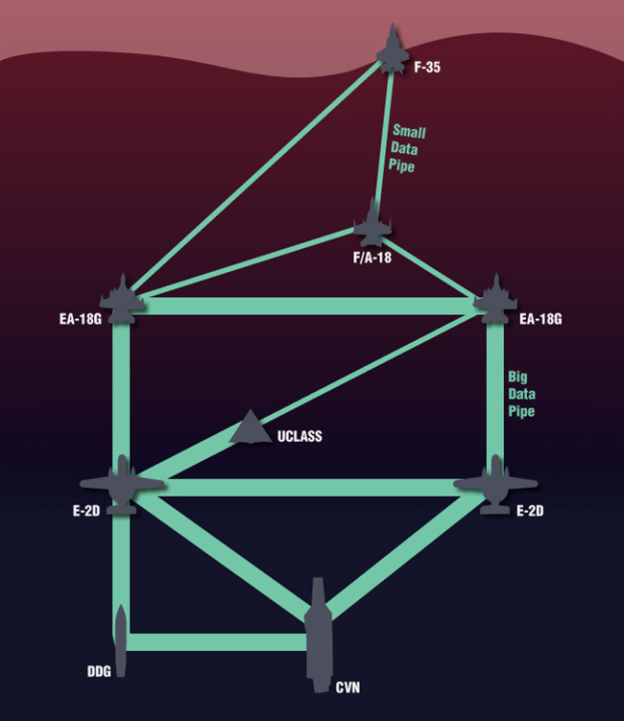 F-35
Small
Data
Pipe
F/A-18
EA-18G
EA-18G
Big
Data
Pipe
UCLASS
E-2D
E-2D
DDG
CVN